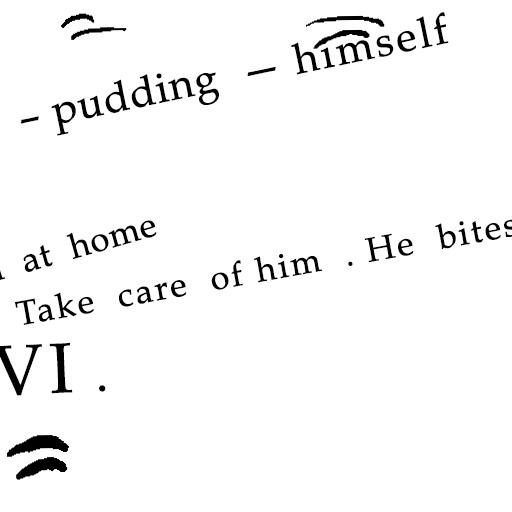 – pudding – himself
at home
Take care of him . He bites
VI .